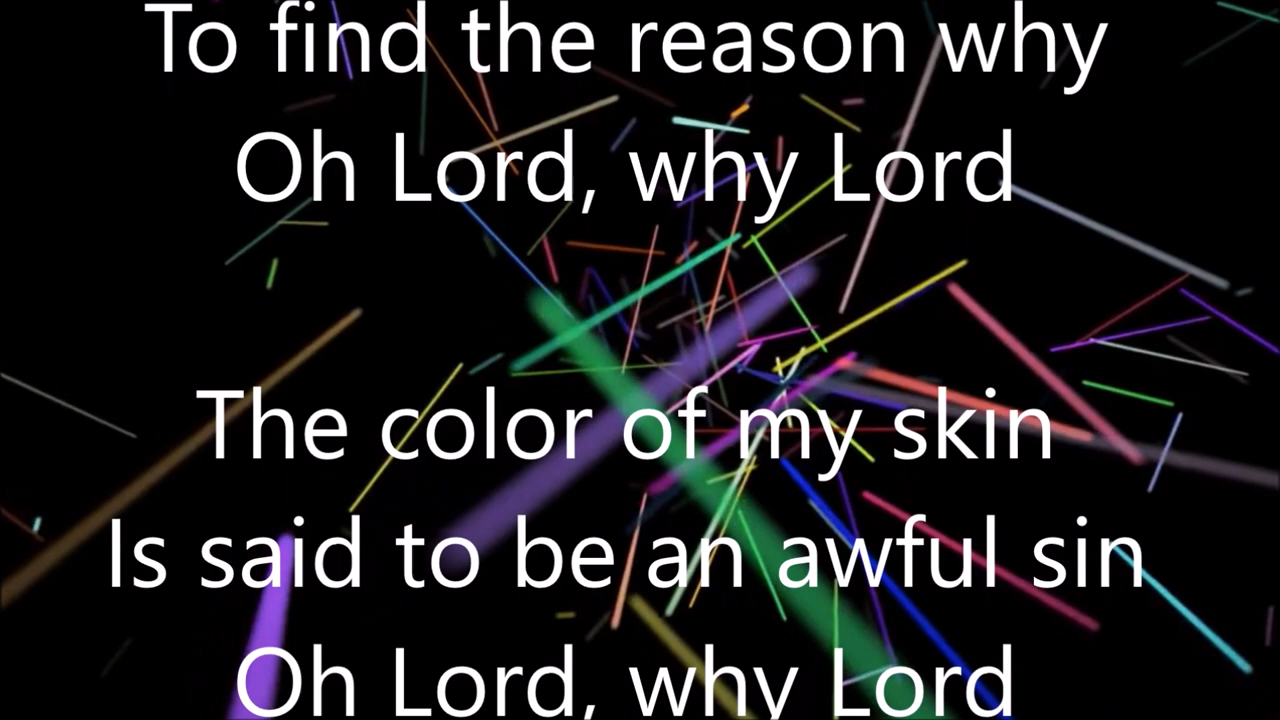 To find the reason why
Oh Lord, why Lord
The color of my skin
Is said to be an awful sin
Oh Lord, why Lord